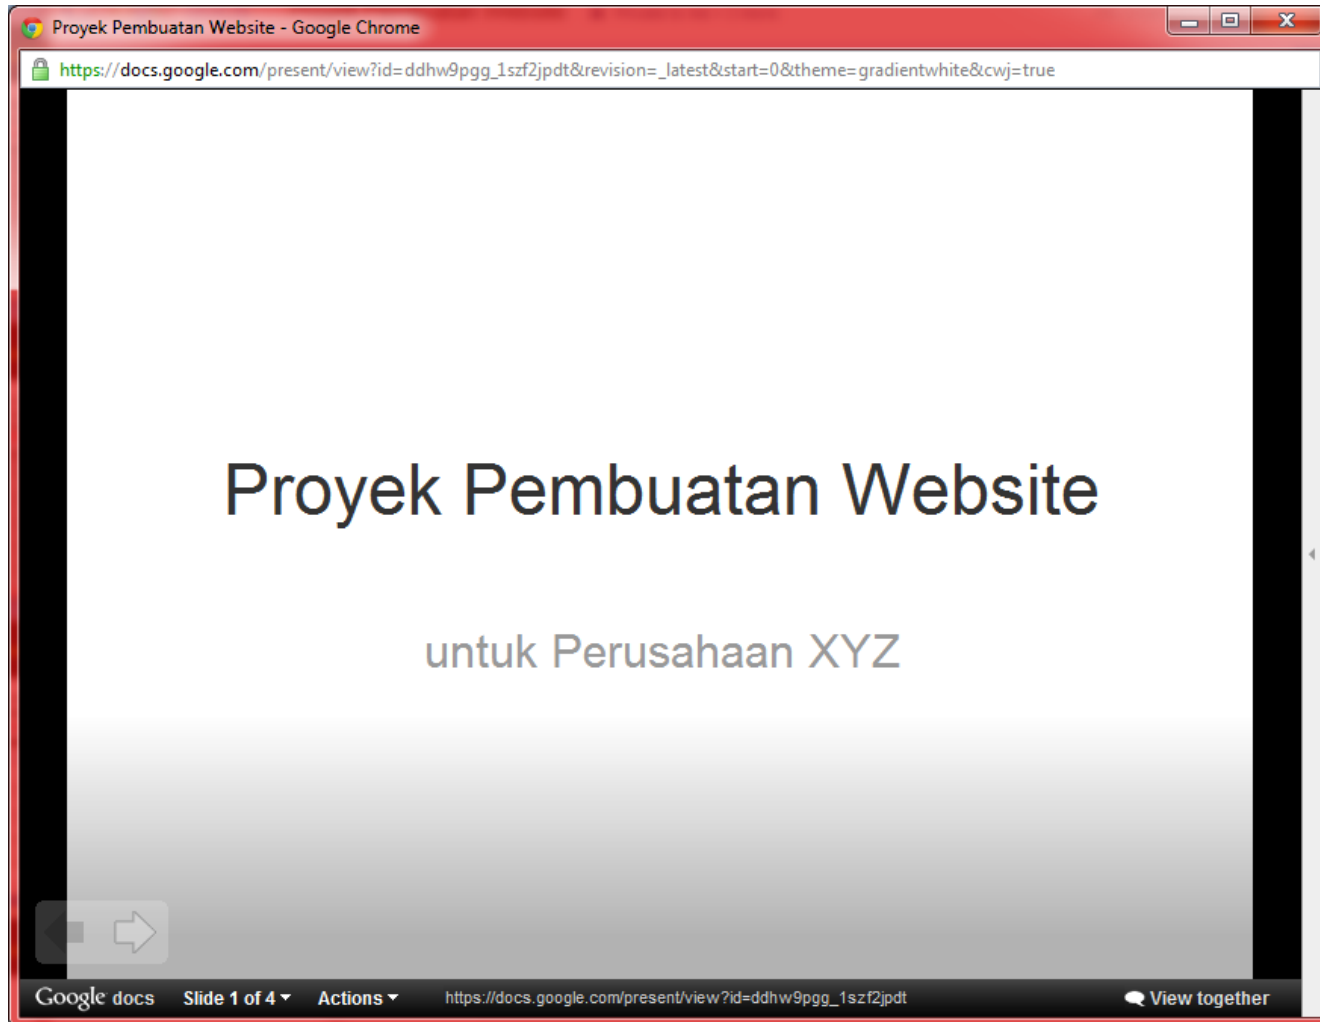 Proyek Pembuatan Website - Google Chrome
https://docs.google.com/present/view?id=ddhw9pgg_1szf2jpdt&revision=_latest&start=0&theme=gradientwhite&cwj=true
Proyek Pembuatan Website
untuk Perusahaan XYZ
Google docs Slide 1 of 4 Actions https://docs.google.com/present/view?id=ddhw9pgg_1szf2jpdt View together